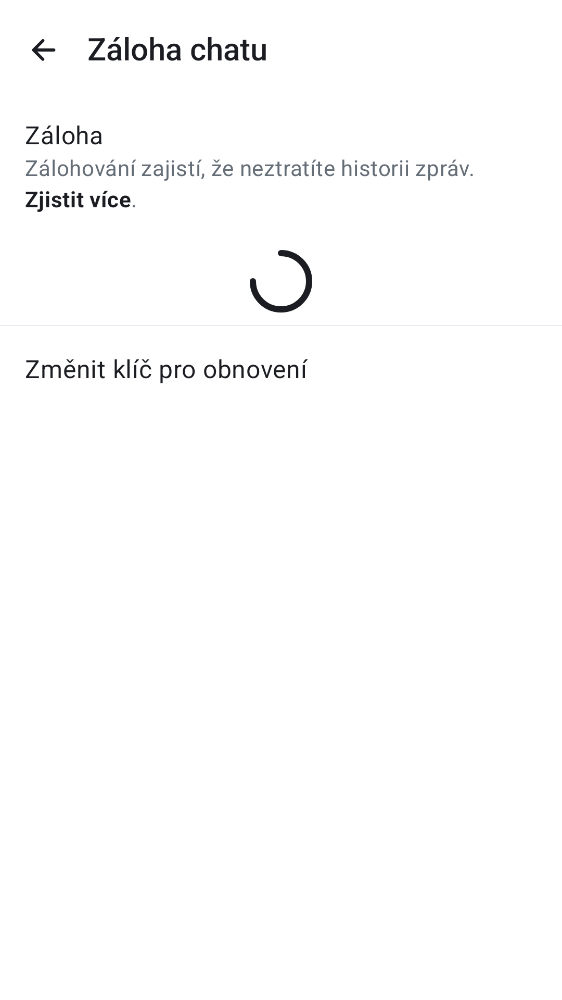 Záloha chatu
Záloha
Zálohování zajistí, že neztratíte historii zpráv.
Zjistit více.
Změnit klíč pro obnovení